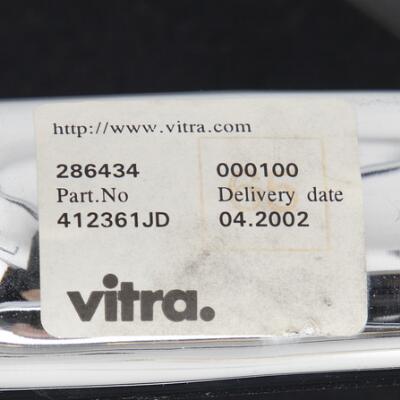 http://www.vitra.com
286434 000100
Part.No Delivery date
412361JD 04.2002
vitra.